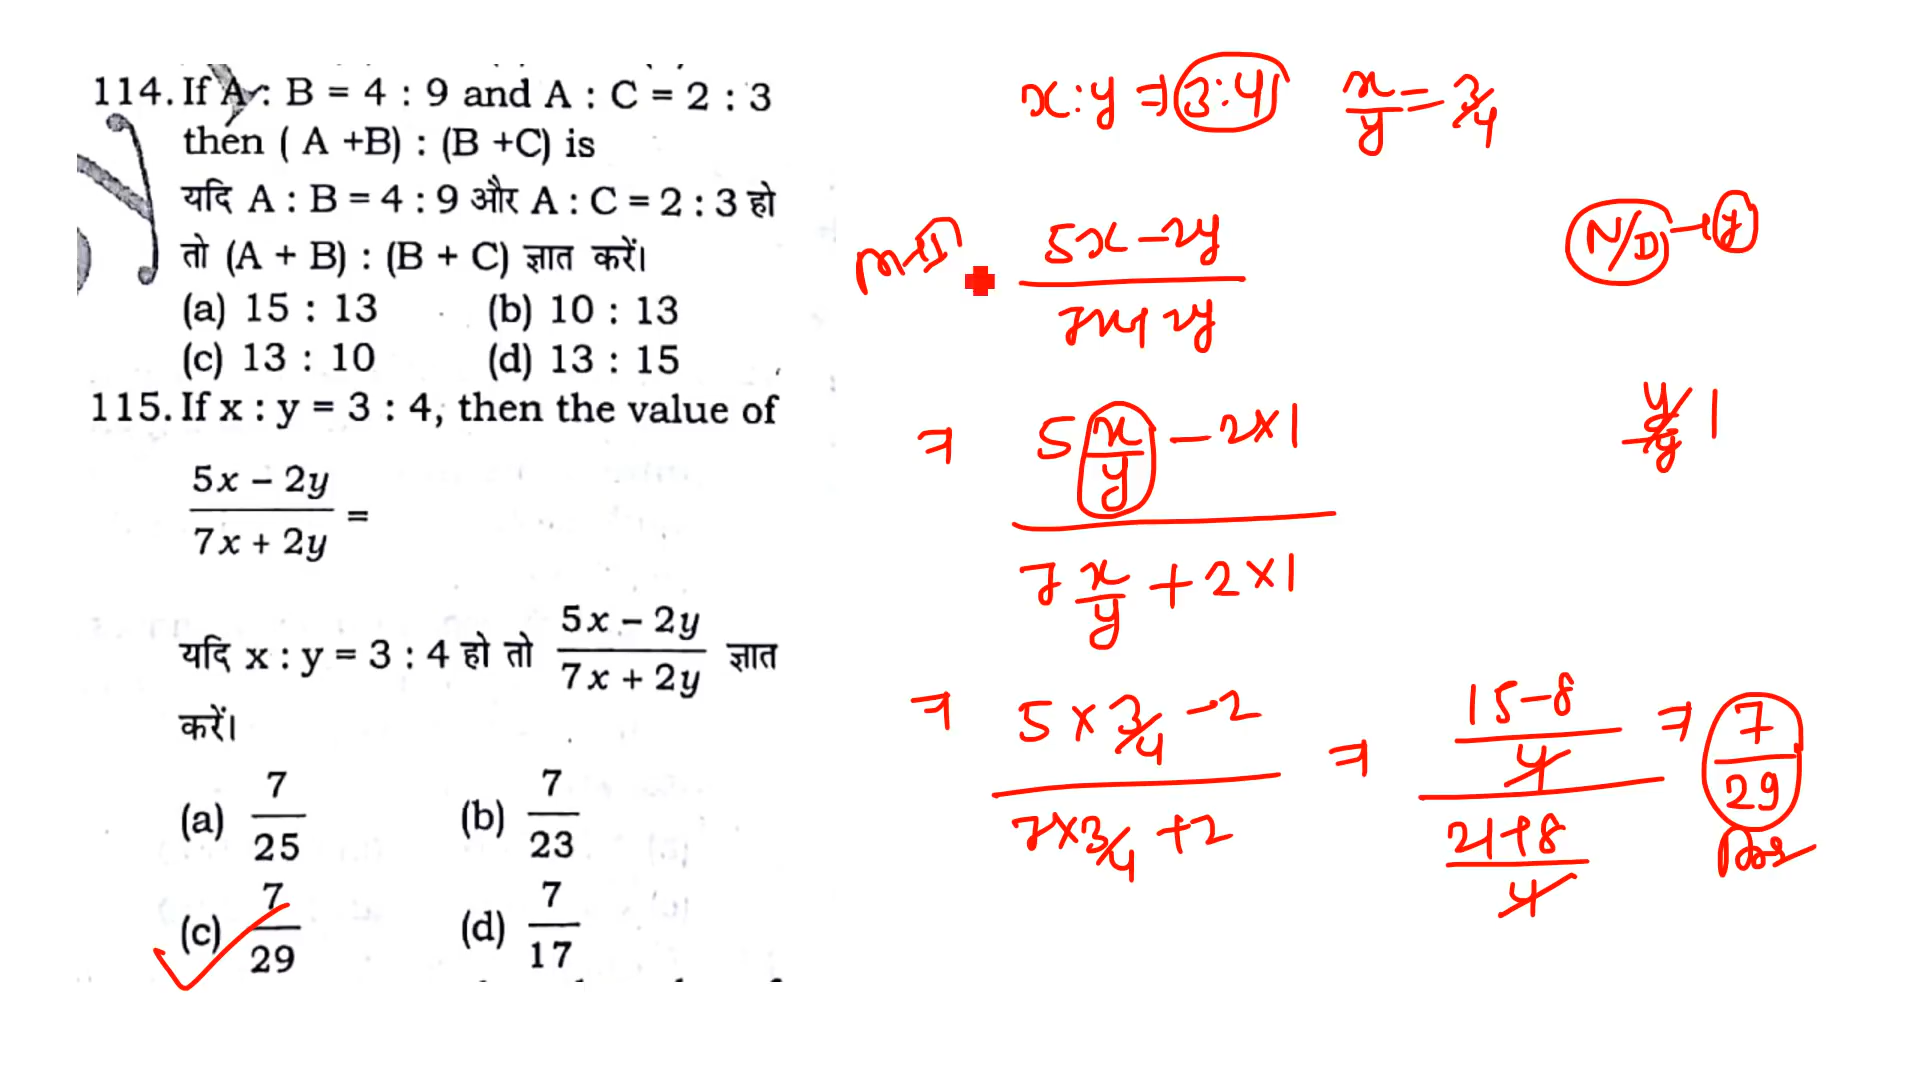 114. If A : B = 4 : 9 and A : C = 2 : 3
then ( A +B) : (B +C) is
यदि A : B = 4 : 9 और A : C = 2 : 3 हो
तो (A + B) : (B + C) ज्ञात करें।
(a) 15 : 13 (b) 10 : 13
(c) 13 : 10 (d) 13 : 15
115. If x : y = 3 : 4, then the value of
5x – 2y
7x + 2y =
यदि x : y = 3 : 4 हो तो 5x – 2y / 7x + 2y ज्ञात
करें।
(a) 7/25 (b) 7/23
(c) 7/29 (d) 7/17
x : y ⇒ 3:4 x/y = 3/4
M-II 5x – 2y / 7x + 2y
N/D → y
⇒ 5 x/y – 2×1
7 x/y + 2×1
y/y 1
⇒ 5 × 3/4 – 2
7 × 3/4 + 2
⇒ 15–8 / 4
21+8 / 4
⇒ 7/29
Ans